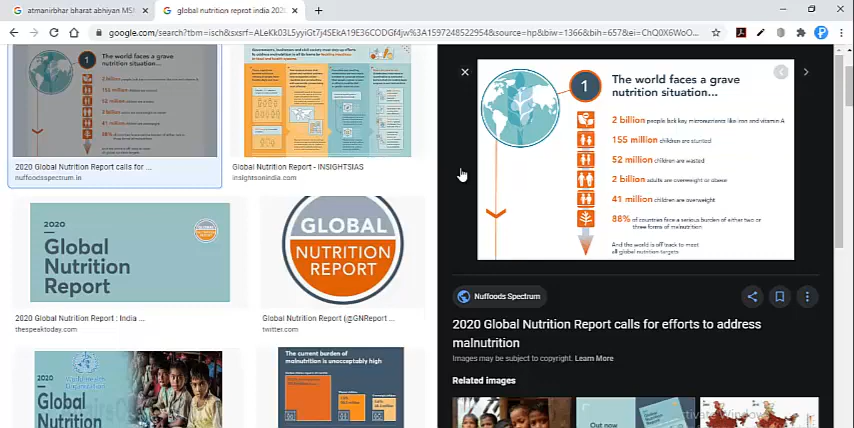 atmanirbhar bharat abhiyan MSM
global nutrition reprot india 202
google.com/search?tbm=isch&sxsrf=ALeKk03L5yyiGt7j4SEkA19E36CODGf4jw%3A1597248522954&source=hp&biw=1366&bih=657&ei=ChQ0X6WoO...
The world faces a grave
nutrition situation...
2020 Global Nutrition Report calls for ...
nuffoodsspectrum.in
Global Nutrition Report - INSIGHTSIAS
insightsonindia.com
2020
Global
Nutrition
Report
2020 Global Nutrition Report : India ...
thespeaktoday.com
GLOBAL
NUTRITION
REPORT
Global Nutrition Report (@GNReport ...
twitter.com
2020
Global
Nutrition
World Health
Organization
The current burden of
malnutrition is unacceptably high
1
The world faces a grave
nutrition situation...
2 billion people lack key micronutrients like iron and vitamin A
155 million children are stunted
52 million children are wasted
2 billion adults are overweight or obese
41 million children are overweight
88% of countries face a serious burden of either two or
three forms of malnutrition
And the world is off track to meet
all global nutrition targets
Nuffoods Spectrum
2020 Global Nutrition Report calls for efforts to address
malnutrition
Images may be subject to copyright. Learn More
Related images
Out now